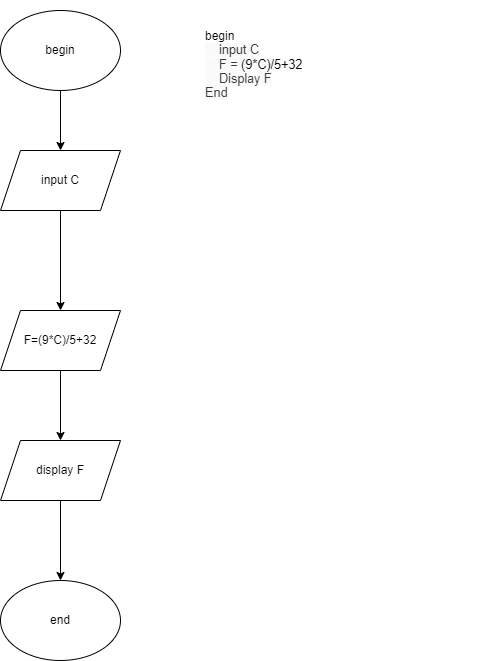 begin
input C
F=(9*C)/5+32
display F
end
begin
input C
F = (9*C)/5+32
Display F
End